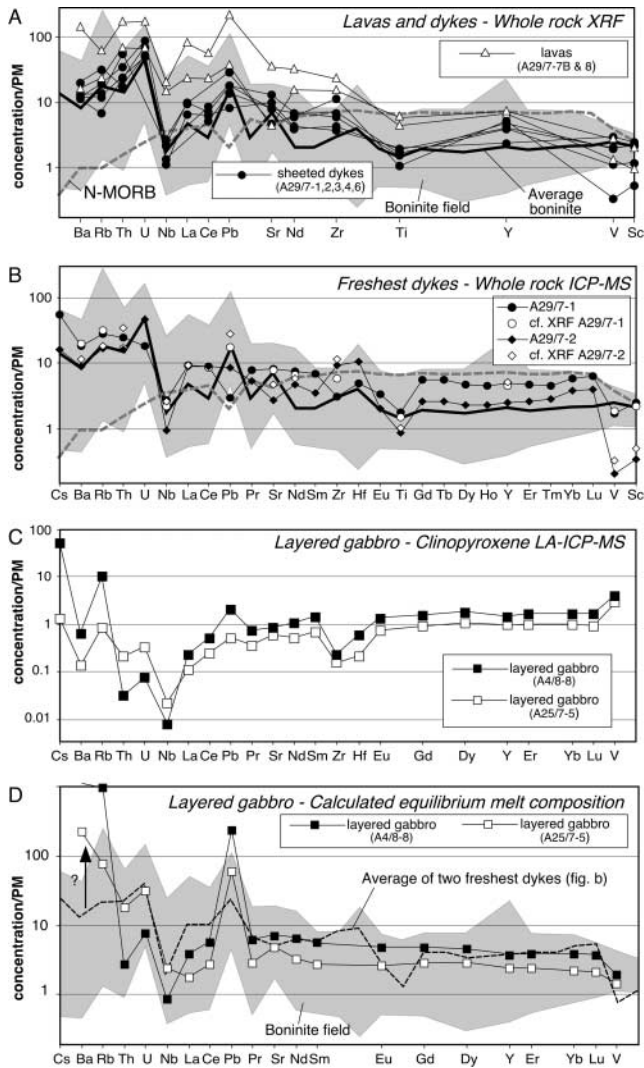 A
Lavas and dykes - Whole rock XRF
concentration/PM
100
10
1
lavas
(A29/7-7B & 8)
sheeted dykes
(A29/7-1,2,3,4,6)
N-MORB
Boninite field
Average
boninite
Ba Rb Th U Nb La Ce Pb Sr Nd Zr Ti Y V Sc
B
Freshest dykes - Whole rock ICP-MS
concentration/PM
100
10
1
A29/7-1
cf. XRF A29/7-1
A29/7-2
cf. XRF A29/7-2
Cs Ba Rb Th U Nb La Ce Pb Pr Sr Nd Sm Zr Hf Eu Ti Gd Tb Dy Ho Y Er Tm Yb Lu V Sc
C
Layered gabbro - Clinopyroxene LA-ICP-MS
concentration/PM
100
10
1
0.1
0.01
layered gabbro
(A4/8-8)
layered gabbro
(A25/7-5)
Cs Ba Rb Th U Nb La Ce Pb Pr Sr Nd Sm Zr Hf Eu Gd Dy Y Er Yb Lu V
D
Layered gabbro - Calculated equilibrium melt composition
concentration/PM
100
10
1
layered gabbro
(A4/8-8)
layered gabbro
(A25/7-5)
?
Average of two freshest dykes (fig. b)
Boninite field
Cs Ba Rb Th U Nb La Ce Pb Pr Sr Nd Sm Eu Gd Dy Y Er Yb Lu V